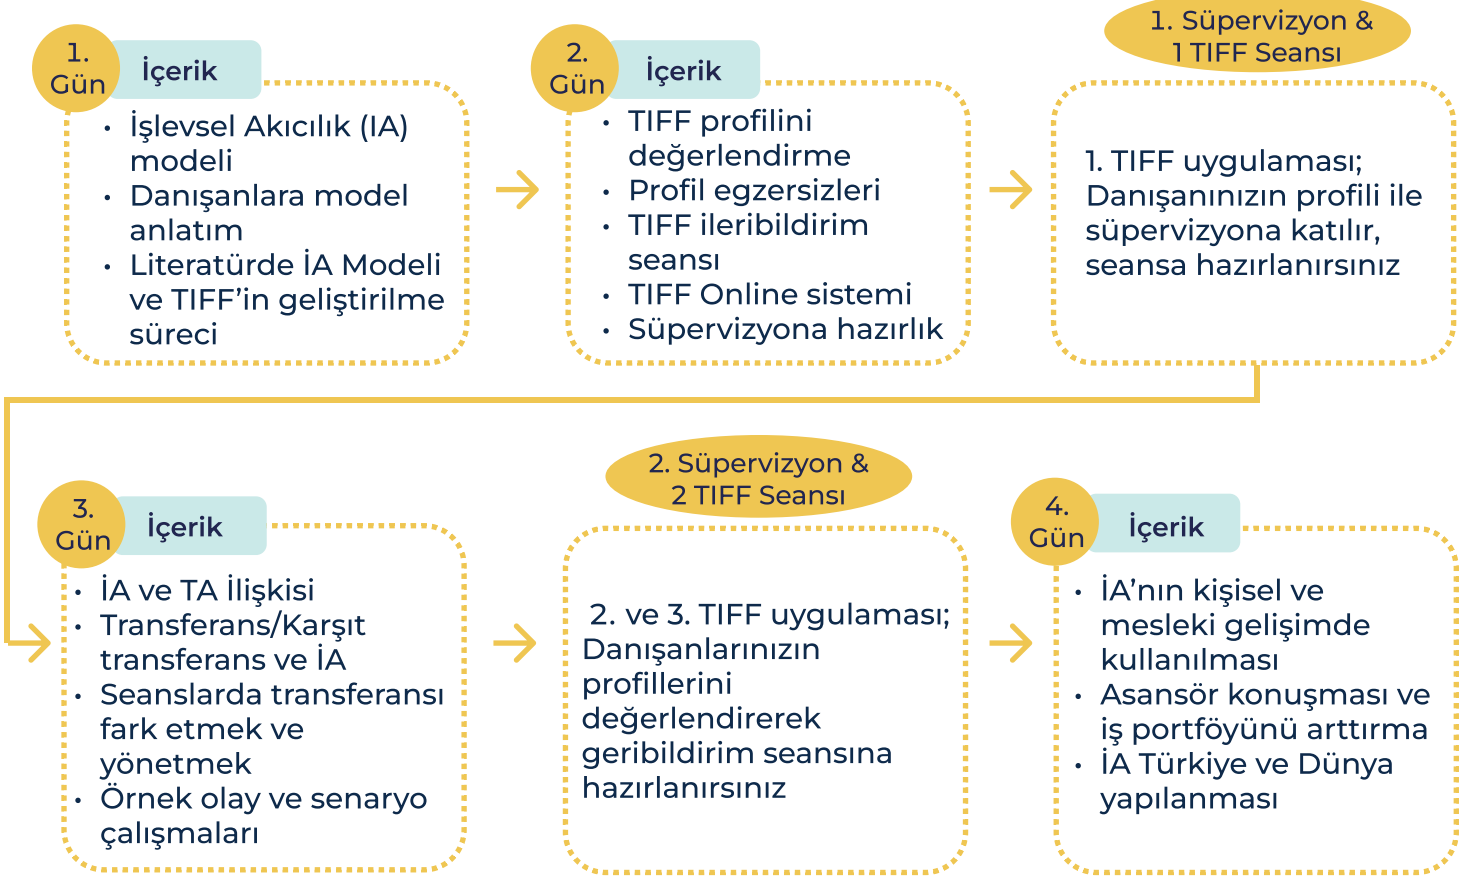 1.
Gün
İçerik
• İşlevsel Akıcılık (IA)
modeli
• Danışanlara model
anlatım
• Literatürde İA Modeli
ve TIFF’in geliştirilme
süreci
2.
Gün
İçerik
• TIFF profilini
değerlendirme
• Profil egzersizleri
• TIFF ileribildirim
seansı
• TIFF Online sistemi
• Süpervizyona hazırlık
1. Süpervizyon &
1 TIFF Seansı
1. TIFF uygulaması;
Danışanınızın profili ile
süpervizyona katılır,
seansa hazırlanırsınız
3.
Gün
İçerik
• İA ve TA İlişkisi
• Transferans/Karşıt
transferans ve İA
• Seanslarda transferansı
fark etmek ve
yönetmek
• Örnek olay ve senaryo
çalışmaları
2. Süpervizyon &
2 TIFF Seansı
2. ve 3. TIFF uygulaması;
Danışanlarınızın
profillerini
değerlendirerek
geribildirim seansına
hazırlanırsınız
4.
Gün
İçerik
• İA’nın kişisel ve
mesleki gelişimde
kullanılması
• Asansör konuşması ve
iş portföyünü arttırma
• İA Türkiye ve Dünya
yapılanması